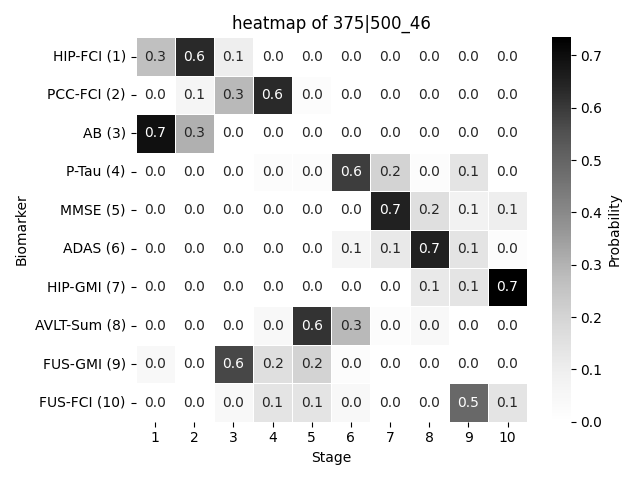 heatmap of 375|500_46
HIP-FCI (1) 0.3 0.6 0.1 0.0 0.0 0.0 0.0 0.0 0.0 0.0
PCC-FCI (2) 0.0 0.1 0.3 0.6 0.0 0.0 0.0 0.0 0.0 0.0
AB (3) 0.7 0.3 0.0 0.0 0.0 0.0 0.0 0.0 0.0 0.0
P-Tau (4) 0.0 0.0 0.0 0.0 0.0 0.6 0.2 0.0 0.1 0.0
MMSE (5) 0.0 0.0 0.0 0.0 0.0 0.0 0.7 0.2 0.1 0.1
ADAS (6) 0.0 0.0 0.0 0.0 0.0 0.1 0.1 0.7 0.1 0.0
HIP-GMI (7) 0.0 0.0 0.0 0.0 0.0 0.0 0.0 0.1 0.1 0.7
AVLT-Sum (8) 0.0 0.0 0.0 0.0 0.6 0.3 0.0 0.0 0.0 0.0
FUS-GMI (9) 0.0 0.0 0.6 0.2 0.2 0.0 0.0 0.0 0.0 0.0
FUS-FCI (10) 0.0 0.0 0.0 0.1 0.1 0.0 0.0 0.0 0.5 0.1
1 2 3 4 5 6 7 8 9 10
Stage
Biomarker
0.7
0.6
0.5
0.4
0.3
0.2
0.1
0.0
Probability